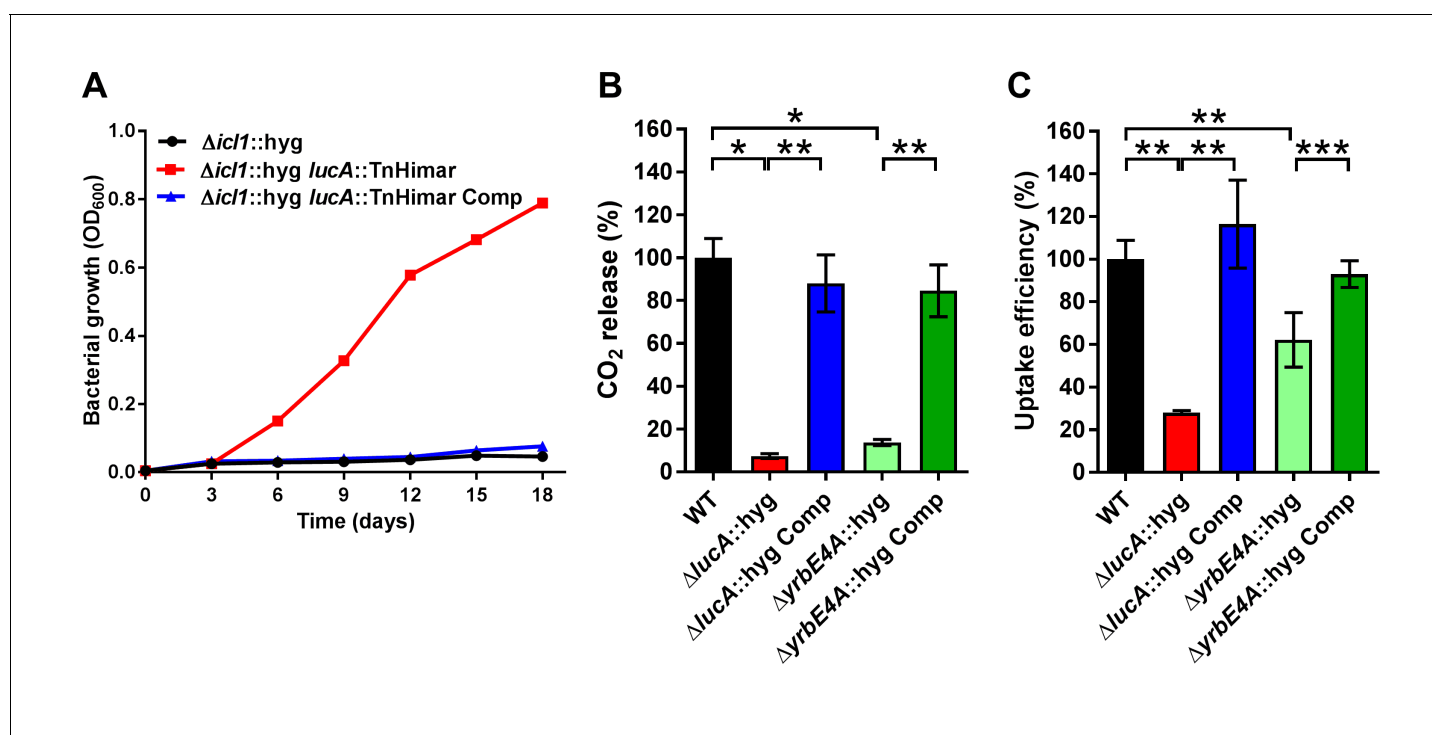 A
Bacterial growth (OD600)
1.0
0.8
0.6
0.4
0.2
0.0
Δicl1::hyg
Δicl1::hyg lucA::TnHimar
Δicl1::hyg lucA::TnHimar Comp
0 3 6 9 12 15 18
Time (days)
B
CO2 release (%)
160
140
120
100
80
60
40
20
0
*
* ** **
WT
ΔlucA::hyg
ΔlucA::hyg Comp
ΔyrbE4A::hyg
ΔyrbE4A::hyg Comp
C
Uptake efficiency (%)
160
140
120
100
80
60
40
20
0
**
** ** ***
WT
ΔlucA::hyg
ΔlucA::hyg Comp
ΔyrbE4A::hyg
ΔyrbE4A::hyg Comp